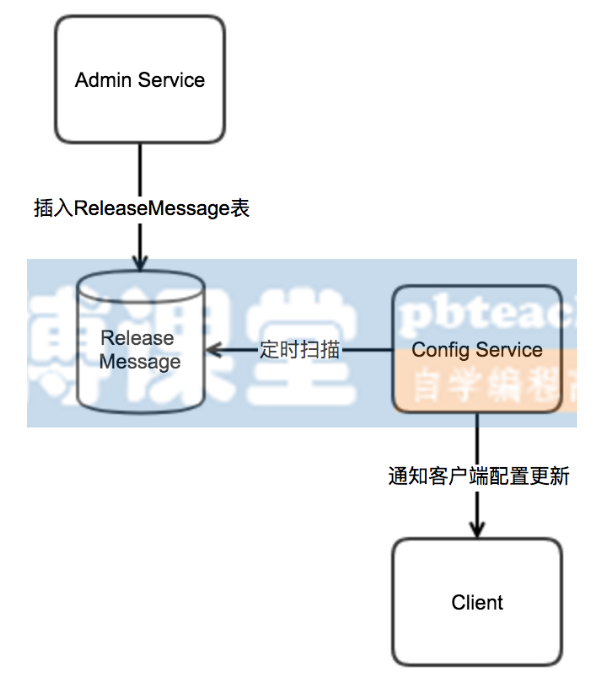 Admin Service
插入ReleaseMessage表
博课堂
pbteach
Release
Message
定时扫描
Config Service
自学编程
通知客户端配置更新
Client